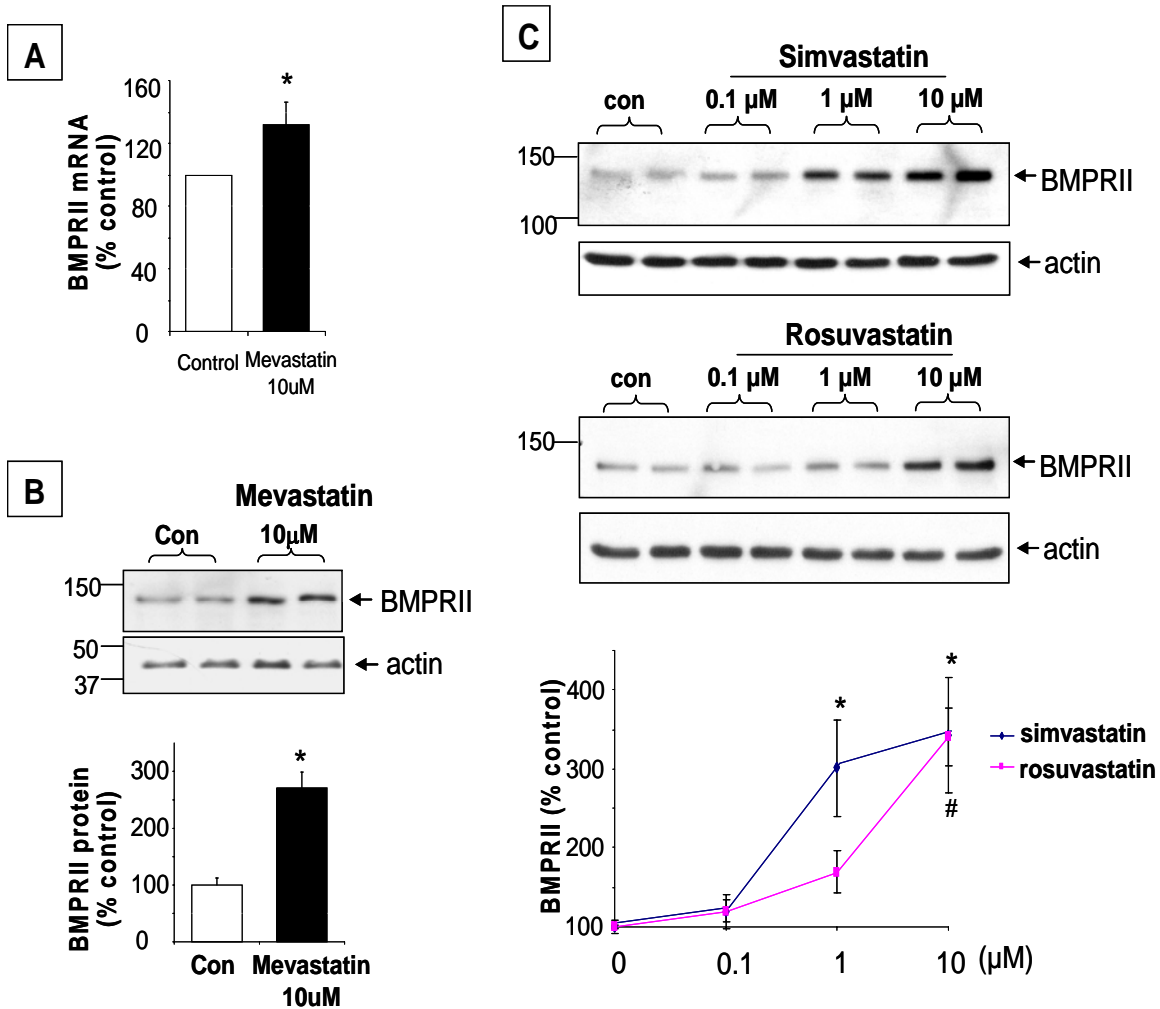 A
160
120
80
40
0
BMPRII mRNA
(% control)
*
Control Mevastatin
10uM
B
Mevastatin
Con 10µM
150
BMPRII
50
37
actin
300
200
100
0
BMPRII protein
(% control)
*
Con Mevastatin
10uM
C
Simvastatin
con 0.1 µM 1 µM 10 µM
150
100
BMPRII
actin
Rosuvastatin
con 0.1 µM 1 µM 10 µM
150
BMPRII
actin
400
300
200
100
BMPRII (% control)
*
*
#
simvastatin
rosuvastatin
0 0.1 1 10 (µM)